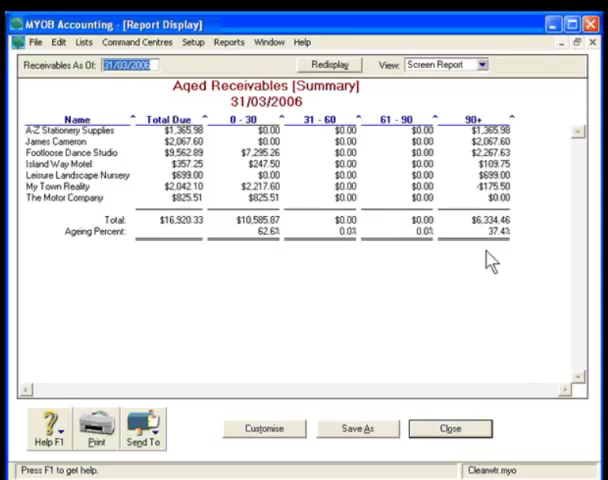 MYOB Accounting - [Report Display]
File Edit Lists Command Centres Setup Reports Window Help
Receivables As Of: 31/03/2006 Redisplay View: Screen Report
Aged Receivables [Summary]
31/03/2006
Name ^ Total Due ^ 0 - 30 ^ 31 - 60 ^ 61 - 90 ^ 90+ ^
A-Z Stationery Supplies $1,365.98 $0.00 $0.00 $0.00 $1,365.98
James Cameron $2,067.60 $0.00 $0.00 $0.00 $2,067.60
Footloose Dance Studio $9,562.89 $7,295.26 $0.00 $0.00 $2,267.63
Island Way Motel $357.25 $247.50 $0.00 $0.00 $109.75
Leisure Landscape Nursery $699.00 $0.00 $0.00 $0.00 $699.00
My Town Reality $2,042.10 $2,217.60 $0.00 $0.00 -$175.50
The Motor Company $825.51 $825.51 $0.00 $0.00 $0.00
Total: $16,920.33 $10,585.87 $0.00 $0.00 $6,334.46
Ageing Percent: 62.6% 0.0% 0.0% 37.4%
Help F1 Print Send To Customise Save As Close
Press F1 to get help. Clearwtr.myo